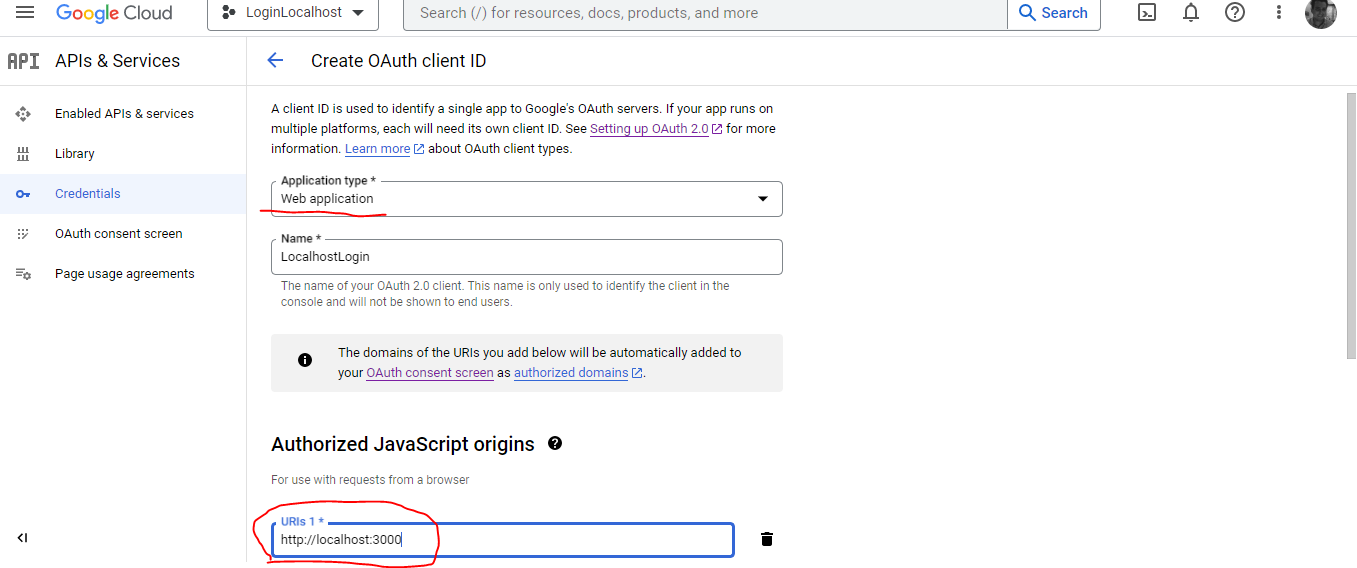 Google Cloud
LoginLocalhost
Search (/) for resources, docs, products, and more
Search
API APIs & Services
Create OAuth client ID
Enabled APIs & services
Library
Credentials
OAuth consent screen
Page usage agreements
A client ID is used to identify a single app to Google's OAuth servers. If your app runs on
multiple platforms, each will need its own client ID. See Setting up OAuth 2.0 for more
information. Learn more about OAuth client types.
Application type *
Web application
Name *
LocalhostLogin
The name of your OAuth 2.0 client. This name is only used to identify the client in the
console and will not be shown to end users.
The domains of the URIs you add below will be automatically added to
your OAuth consent screen as authorized domains.
Authorized JavaScript origins
For use with requests from a browser
URIs 1 *
http://localhost:3000